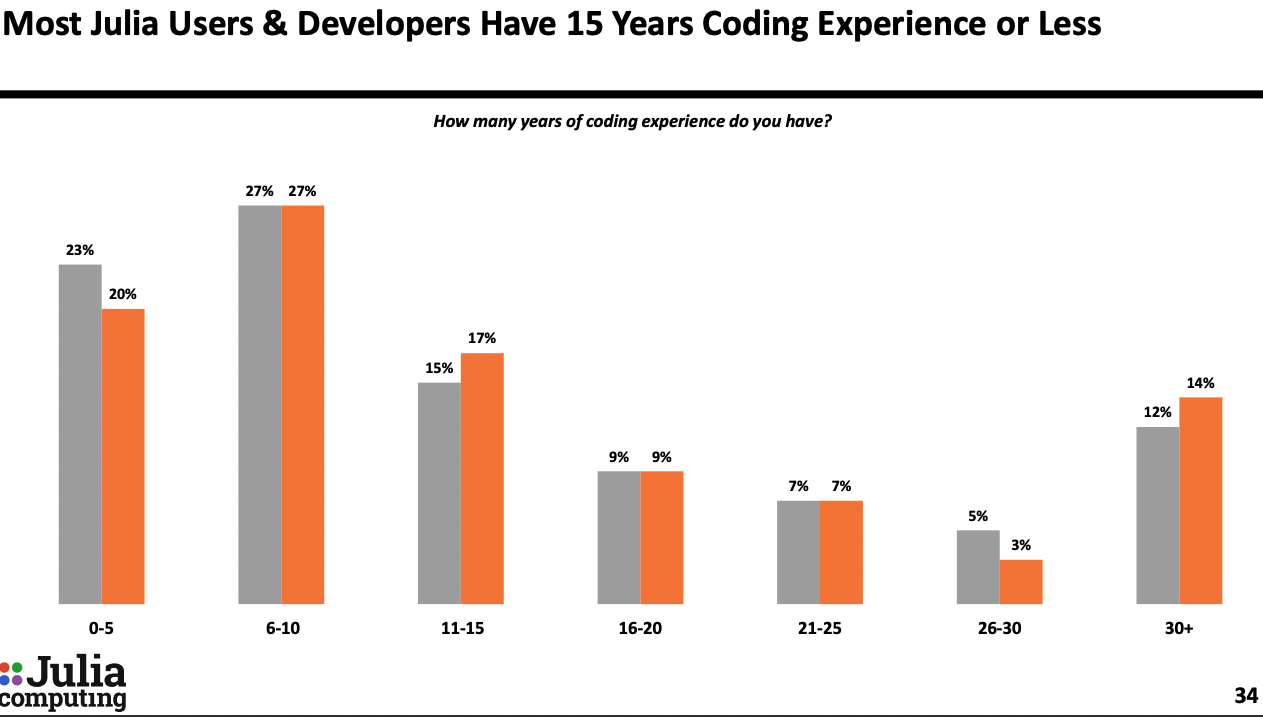 Most Julia Users & Developers Have 15 Years Coding Experience or Less
How many years of coding experience do you have?
27% 27%
23%
20%
17%
15%
14%
12%
9% 9%
7% 7%
5%
3%
0-5 6-10 11-15 16-20 21-25 26-30 30+
Julia
computing
34